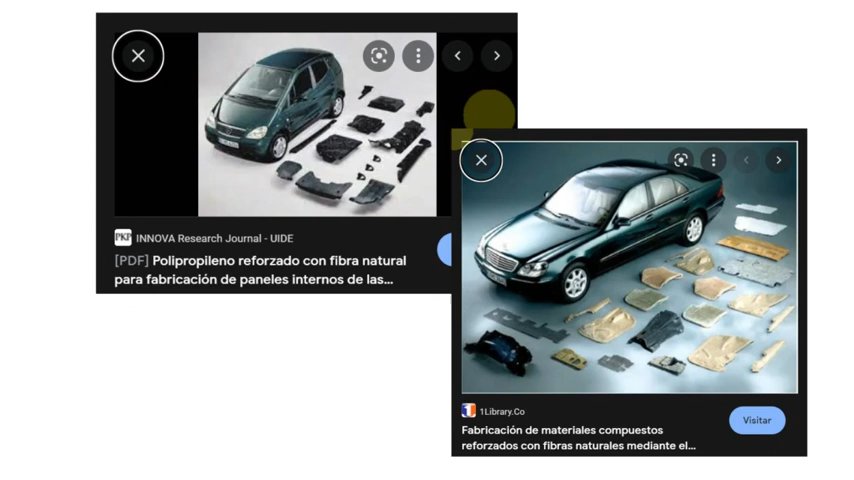 PKP INNOVA Research Journal - UIDE
[PDF] Polipropileno reforzado con fibra natural
para fabricación de paneles internos de las...
1Library.Co
Fabricación de materiales compuestos
reforzados con fibras naturales mediante el...
Visitar